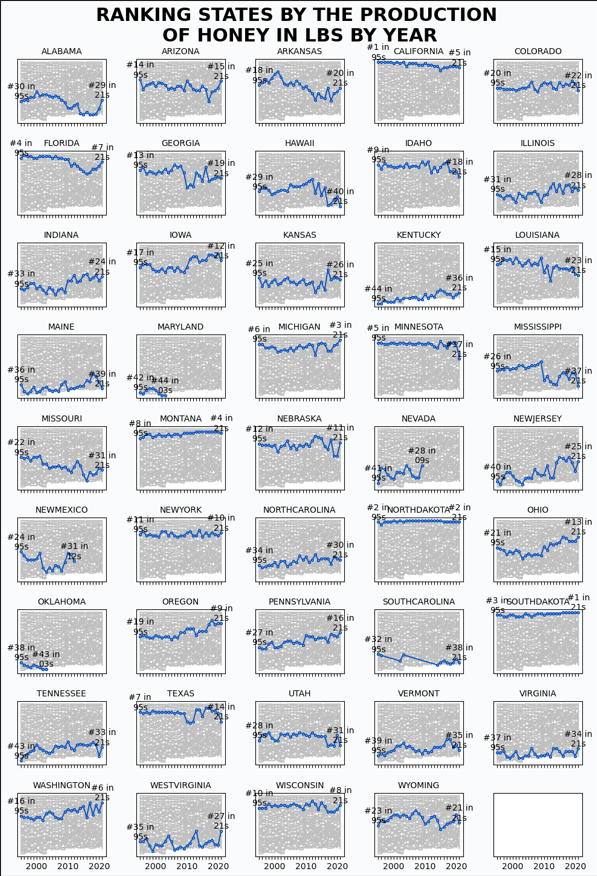 RANKING STATES BY THE PRODUCTION
OF HONEY IN LBS BY YEAR
ALABAMA
#30 in
95s
#29 in
21s
ARIZONA
#14 in
95s
#15 in
21s
ARKANSAS
#18 in
95s
#20 in
21s
CALIFORNIA
#1 in
95s
#5 in
21s
COLORADO
#20 in
95s
#22 in
21s
FLORIDA
#4 in
95s
#7 in
21s
GEORGIA
#13 in
95s
#19 in
21s
HAWAII
#29 in
95s
#40 in
21s
IDAHO
#9 in
95s
#18 in
21s
ILLINOIS
#31 in
95s
#28 in
21s
INDIANA
#33 in
95s
#24 in
21s
IOWA
#17 in
95s
#12 in
21s
KANSAS
#25 in
95s
#26 in
21s
KENTUCKY
#44 in
95s
#36 in
21s
LOUISIANA
#15 in
95s
#23 in
21s
MAINE
#36 in
95s
#39 in
21s
MARYLAND
#42 in
95s
#44 in
03s
MICHIGAN
#6 in
95s
#3 in
21s
MINNESOTA
#5 in
95s
#17 in
21s
MISSISSIPPI
#26 in
95s
#37 in
21s
MISSOURI
#22 in
95s
#31 in
21s
MONTANA
#8 in
95s
#4 in
21s
NEBRASKA
#12 in
95s
#11 in
21s
NEVADA
#41 in
95s
#28 in
09s
NEWJERSEY
#40 in
95s
#25 in
21s
NEWMEXICO
#24 in
95s
#31 in
12s
NEWYORK
#11 in
95s
#10 in
21s
NORTHCAROLINA
#34 in
95s
#30 in
21s
NORTHDAKOTA
#2 in
95s
#2 in
21s
OHIO
#21 in
95s
#13 in
21s
OKLAHOMA
#38 in
95s
#43 in
03s
OREGON
#19 in
95s
#9 in
21s
PENNSYLVANIA
#27 in
95s
#16 in
21s
SOUTHCAROLINA
#32 in
95s
#38 in
21s
SOUTHDAKOTA
#3 in
95s
#1 in
21s
TENNESSEE
#43 in
95s
#33 in
21s
TEXAS
#7 in
95s
#14 in
21s
UTAH
#28 in
95s
#31 in
21s
VERMONT
#39 in
95s
#35 in
21s
VIRGINIA
#37 in
95s
#34 in
21s
WASHINGTON
#16 in
95s
#6 in
21s
WESTVIRGINIA
#35 in
95s
#27 in
21s
WISCONSIN
#10 in
95s
#8 in
21s
WYOMING
#23 in
95s
#21 in
21s
2000 2010 2020
2000 2010 2020
2000 2010 2020
2000 2010 2020
2000 2010 2020